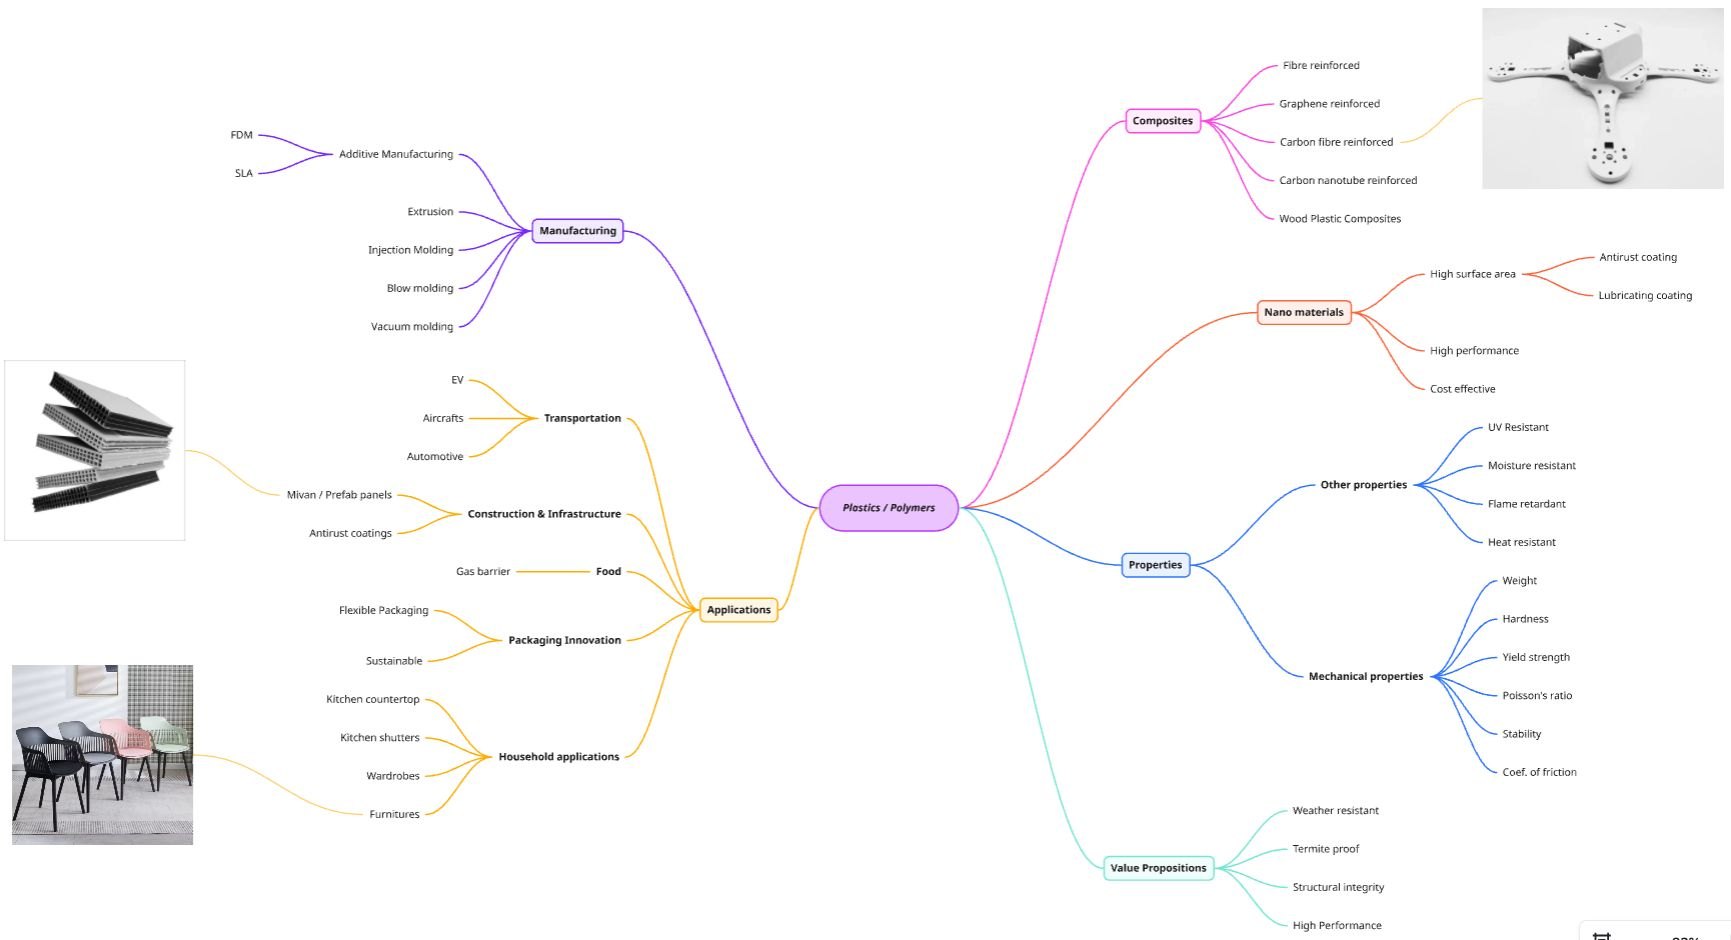 Plastics / Polymers
Manufacturing
Additive Manufacturing
FDM
SLA
Extrusion
Injection Molding
Blow molding
Vacuum molding
Applications
Transportation
EV
Aircrafts
Automotive
Construction & Infrastructure
Mivan / Prefab panels
Antirust coatings
Food
Gas barrier
Packaging Innovation
Flexible Packaging
Sustainable
Household applications
Kitchen countertop
Kitchen shutters
Wardrobes
Furnitures
Composites
Fibre reinforced
Graphene reinforced
Carbon fibre reinforced
Carbon nanotube reinforced
Wood Plastic Composites
Nano materials
High surface area
Antirust coating
Lubricating coating
High performance
Cost effective
Properties
Other properties
UV Resistant
Moisture resistant
Flame retardant
Heat resistant
Mechanical properties
Weight
Hardness
Yield strength
Poisson's ratio
Stability
Coef. of friction
Value Propositions
Weather resistant
Termite proof
Structural integrity
High Performance